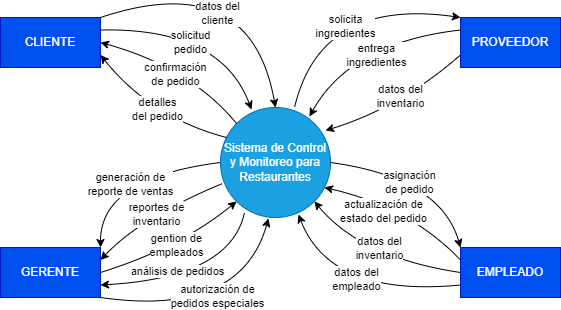 datos del
cliente
CLIENTE
solicitud
pedido
confirmación
de pedido
detalles
del pedido
solicita
ingredientes
PROVEEDOR
entrega
ingredientes
datos del
inventario
Sistema de Control
y Monitoreo para
Restaurantes
generación de
reporte de ventas
reportes de
inventario
gention de
empleados
GERENTE
análisis de pedidos
autorización de
pedidos especiales
asignación
de pedido
actualización de
estado del pedido
datos del
inventario
EMPLEADO
datos del
empleado